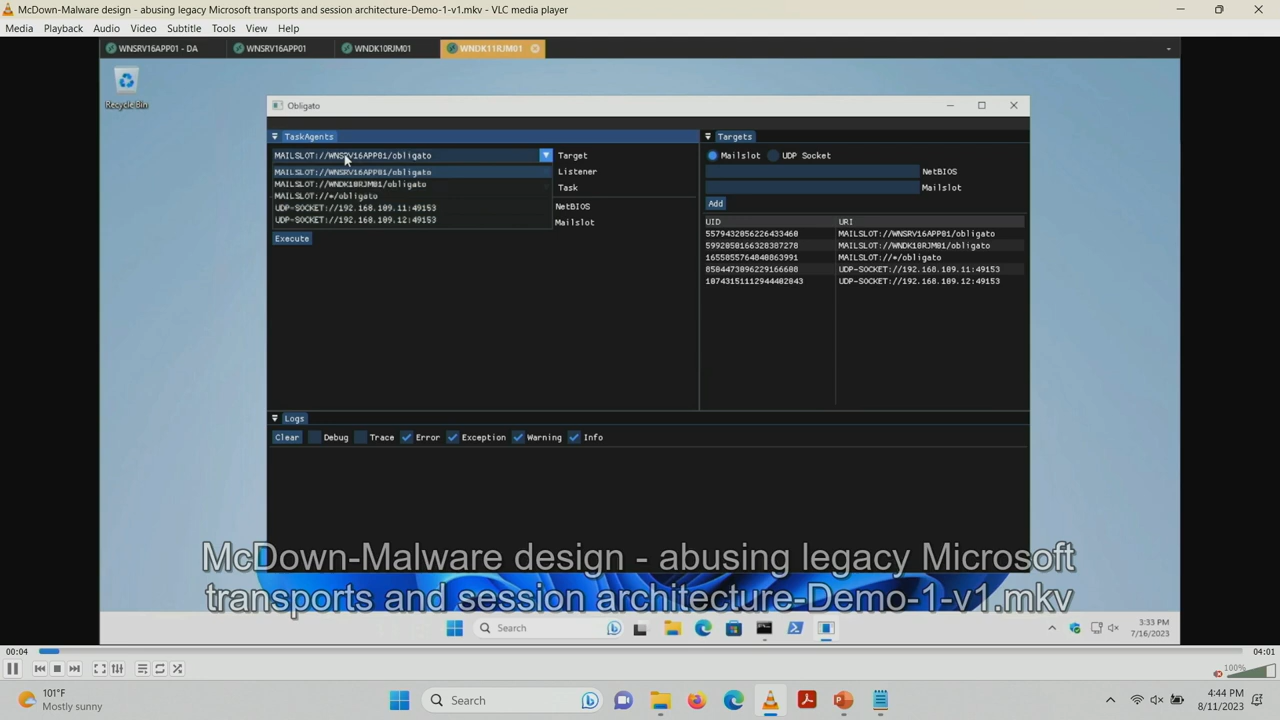 McDown-Malware design - abusing legacy Microsoft transports and session architecture-Demo-1-v1.mkv - VLC media player
Media Playback Audio Video Subtitle Tools View Help
WNSRV16APP01 - DA WNSRV16APP01 WNDK10RJM01 WNDK11RJM01
Recycle Bin
Obligato
TaskAgents
MAILSLOT://WNSRV16APP01/obligato Target
MAILSLOT://WNSRV16APP01/obligato Listener
MAILSLOT://WNDK10RJM01/obligato Task
MAILSLOT://*/obligato
UDP-SOCKET://192.168.109.11:49153 NetBIOS
UDP-SOCKET://192.168.109.12:49153 Mailslot
Execute
Targets
Mailslot UDP Socket
NetBIOS
Mailslot
Add
UID URI
5579432056226433460 MAILSLOT://WNSRV16APP01/obligato
5992050166328387278 MAILSLOT://WNDK10RJM01/obligato
1655855764840863991 MAILSLOT://*/obligato
8504473096229166608 UDP-SOCKET://192.168.109.11:49153
10743151112944402043 UDP-SOCKET://192.168.109.12:49153
Logs
Clear Debug Trace Error Exception Warning Info
McDown-Malware design - abusing legacy Microsoft
transports and session architecture-Demo-1-v1.mkv
Search
3:33 PM
7/16/2023
00:04 04:01
100%
101°F
Mostly sunny
Search
4:44 PM
8/11/2023